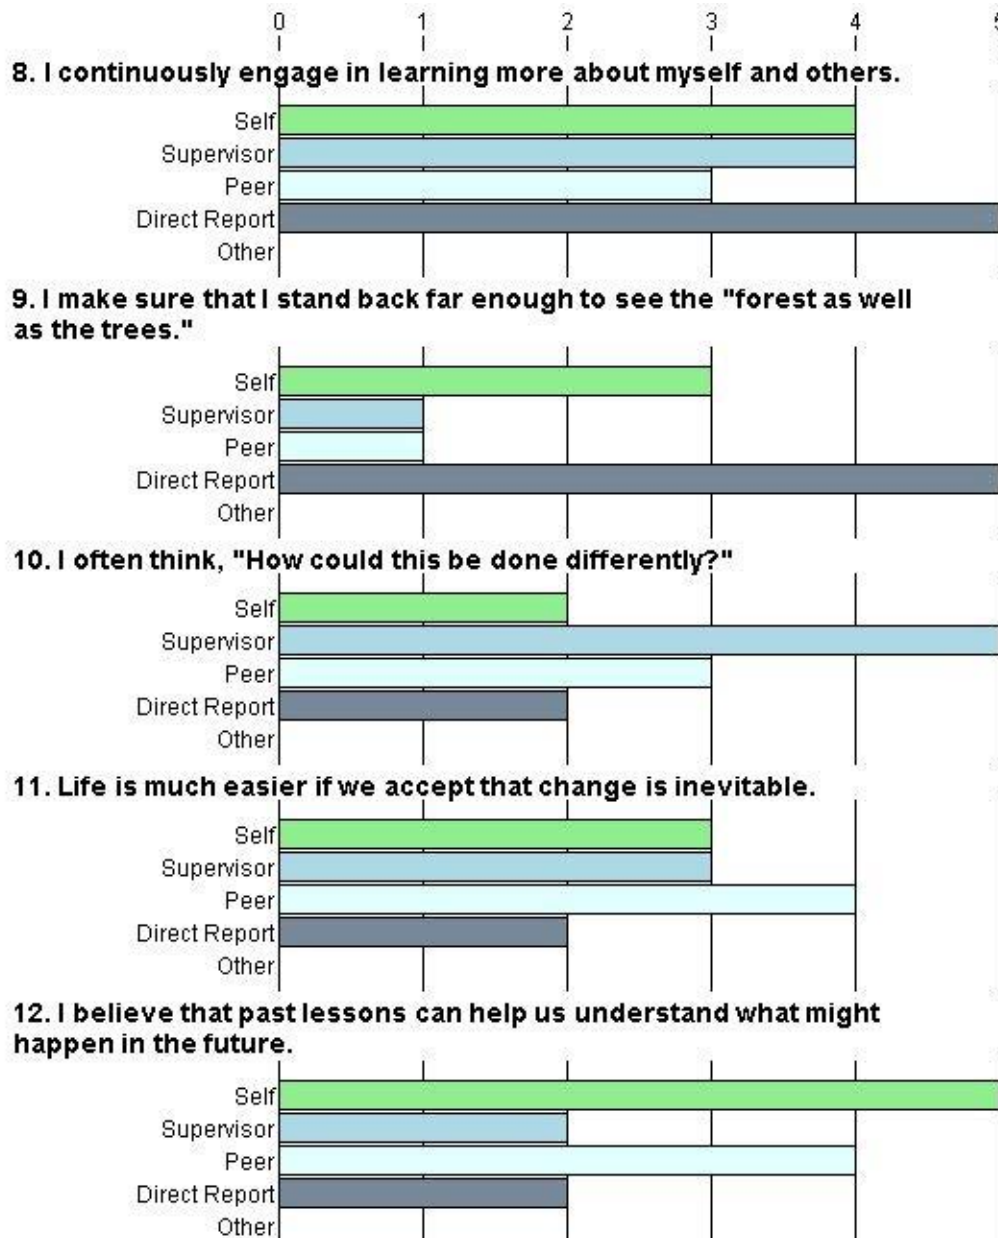 0 1 2 3 4 5
8. I continuously engage in learning more about myself and others.
Self
Supervisor
Peer
Direct Report
Other
9. I make sure that I stand back far enough to see the "forest as well
as the trees."
Self
Supervisor
Peer
Direct Report
Other
10. I often think, "How could this be done differently?"
Self
Supervisor
Peer
Direct Report
Other
11. Life is much easier if we accept that change is inevitable.
Self
Supervisor
Peer
Direct Report
Other
12. I believe that past lessons can help us understand what might
happen in the future.
Self
Supervisor
Peer
Direct Report
Other